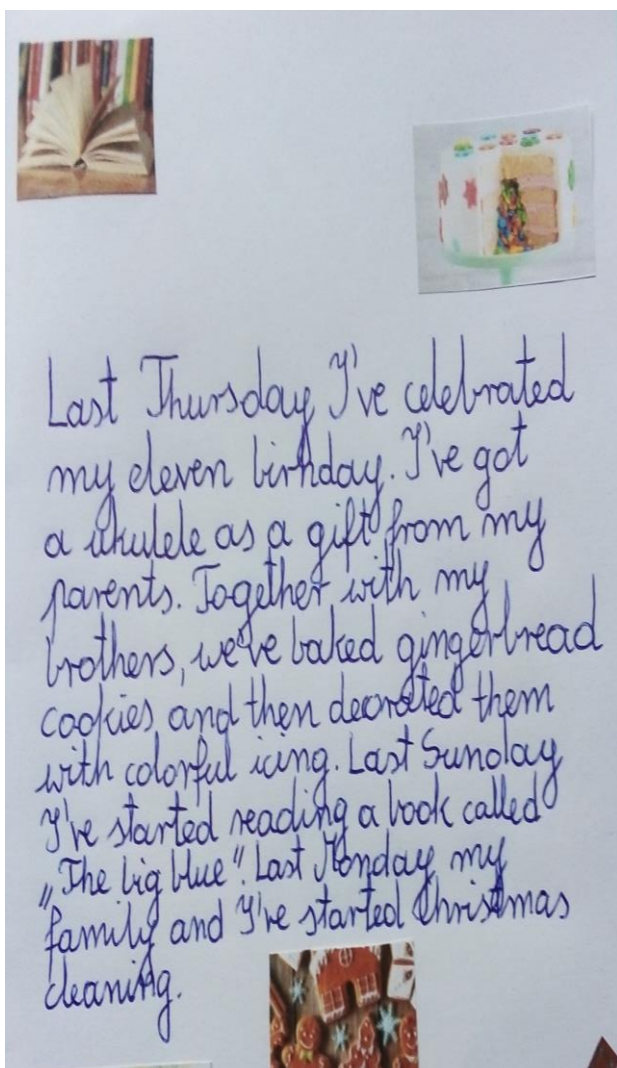 Last Thursday I've celebrated
my eleven birhday. I've got
a ukulele as a gift from my
parents. Together with my
brothers, we've baked gingerbread
cookies and then decorated them
with colorful icing. Last Sunday
I've started reading a book called
„The big blue". Last Monday my
family and I've started Christmas
cleaning.